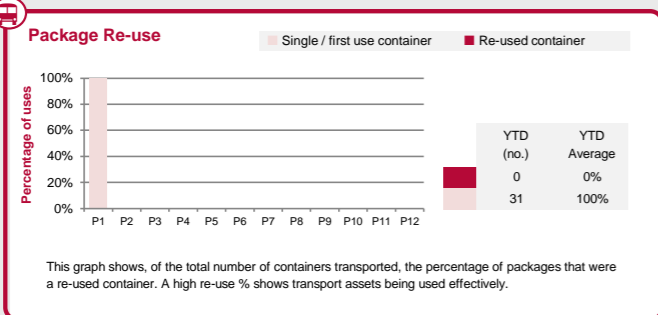 Package Re-use
Single / first use container
Re-used container
Percentage of uses
100%
80%
60%
40%
20%
0%
P1 P2 P3 P4 P5 P6 P7 P8 P9 P10 P11 P12
YTD YTD
(no.) Average
0 0%
31 100%
This graph shows, of the total number of containers transported, the percentage of packages that were
a re-used container. A high re-use % shows transport assets being used effectively.